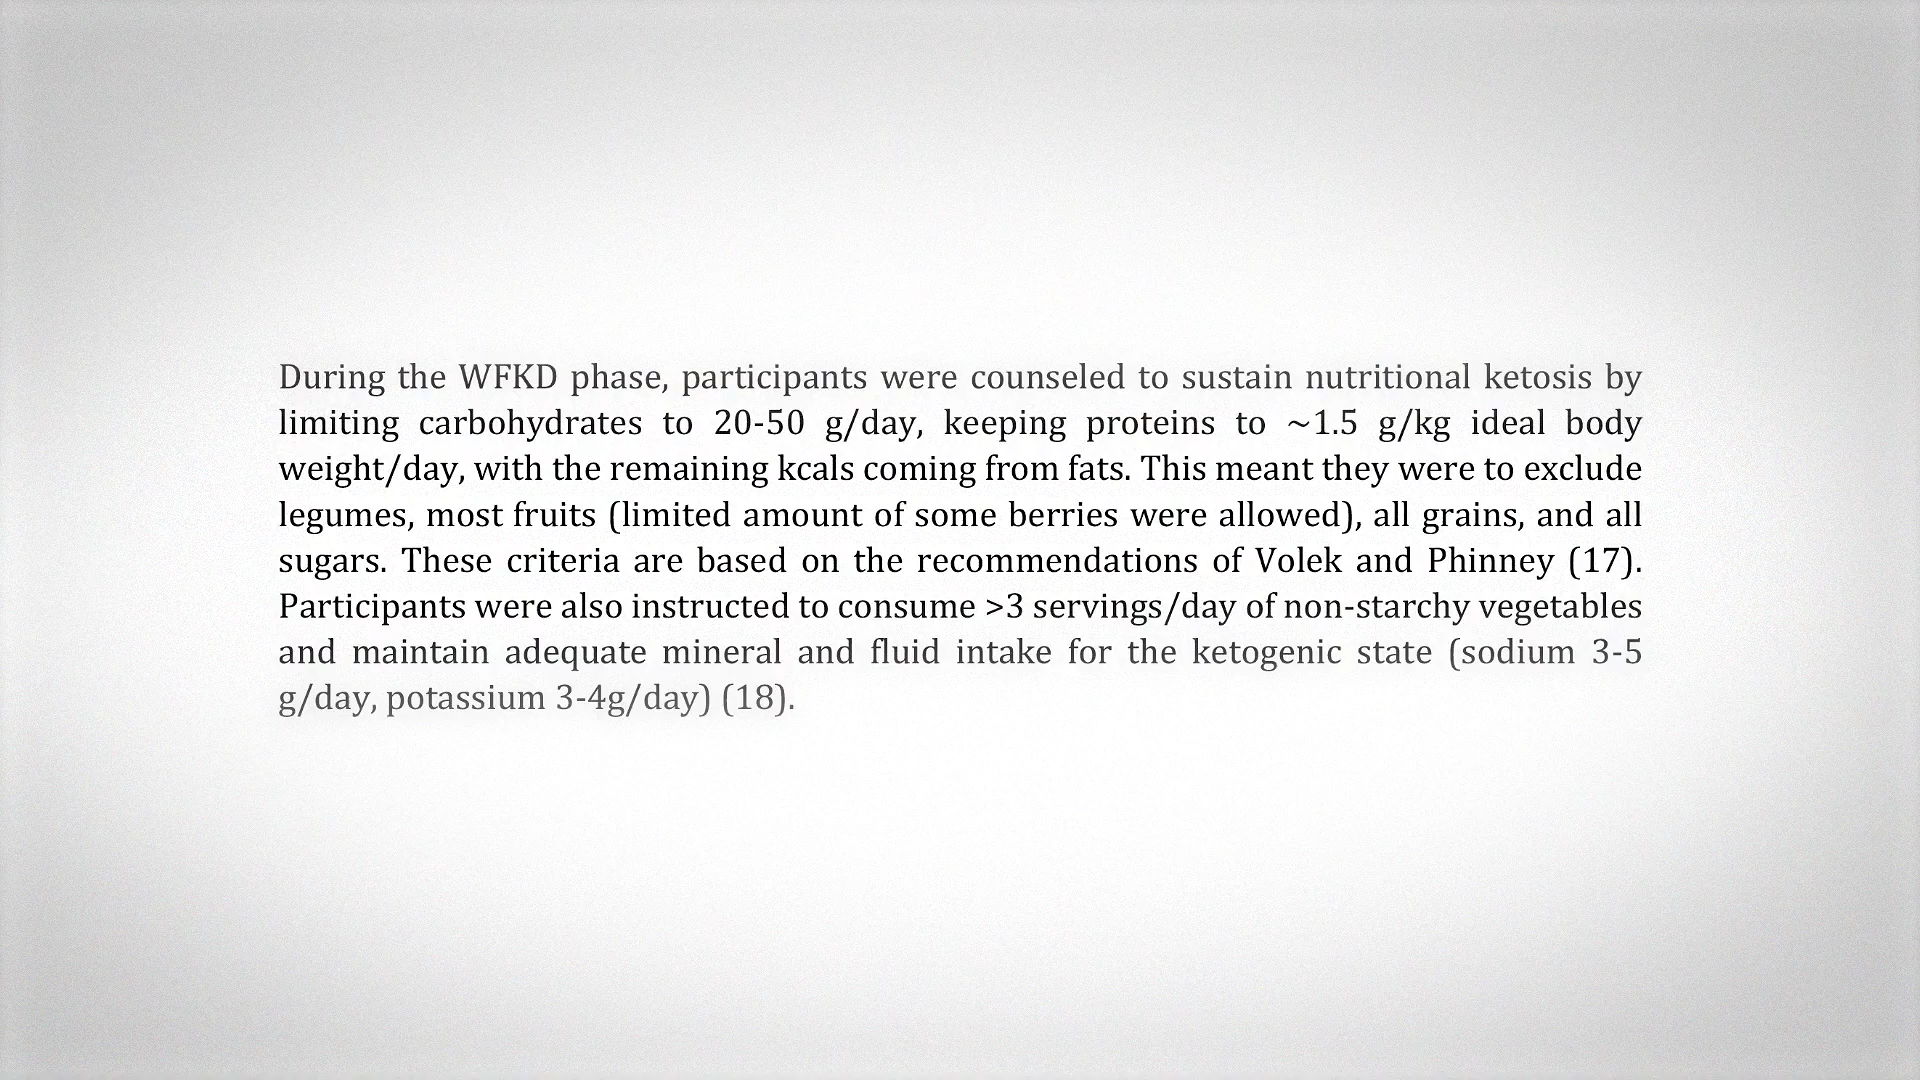 During the WFKD phase, participants were counseled to sustain nutritional ketosis by
limiting carbohydrates to 20-50 g/day, keeping proteins to ~1.5 g/kg ideal body
weight/day, with the remaining kcals coming from fats. This meant they were to exclude
legumes, most fruits (limited amount of some berries were allowed), all grains, and all
sugars. These criteria are based on the recommendations of Volek and Phinney (17).
Participants were also instructed to consume >3 servings/day of non-starchy vegetables
and maintain adequate mineral and fluid intake for the ketogenic state (sodium 3-5
g/day, potassium 3-4g/day) (18).